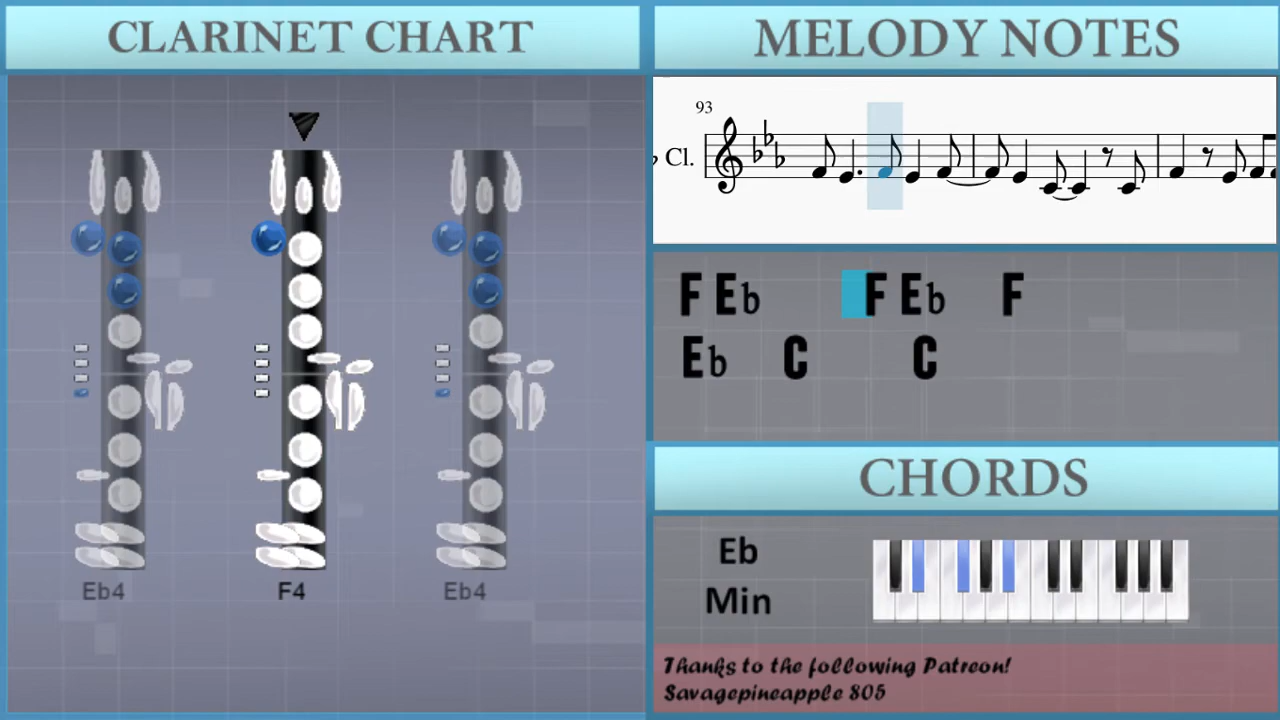 CLARINET CHART
MELODY NOTES
93
♭ Cl.
F Eb F Eb F
Eb C C
Eb4 F4 Eb4
CHORDS
Eb
Min
Thanks to the following Patreon!
Savagepineapple 805